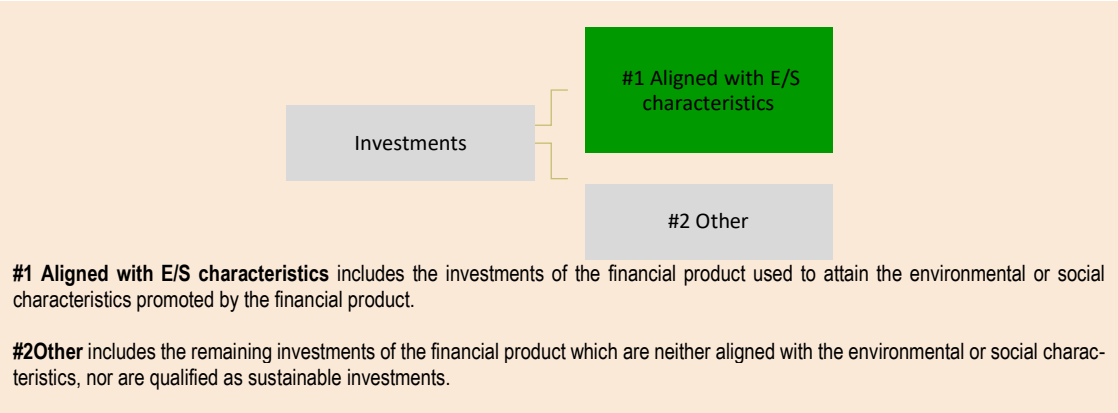 #1 Aligned with E/S
characteristics
Investments
#2 Other
#1 Aligned with E/S characteristics includes the investments of the financial product used to attain the environmental or social
characteristics promoted by the financial product.
#2Other includes the remaining investments of the financial product which are neither aligned with the environmental or social charac-
teristics, nor are qualified as sustainable investments.